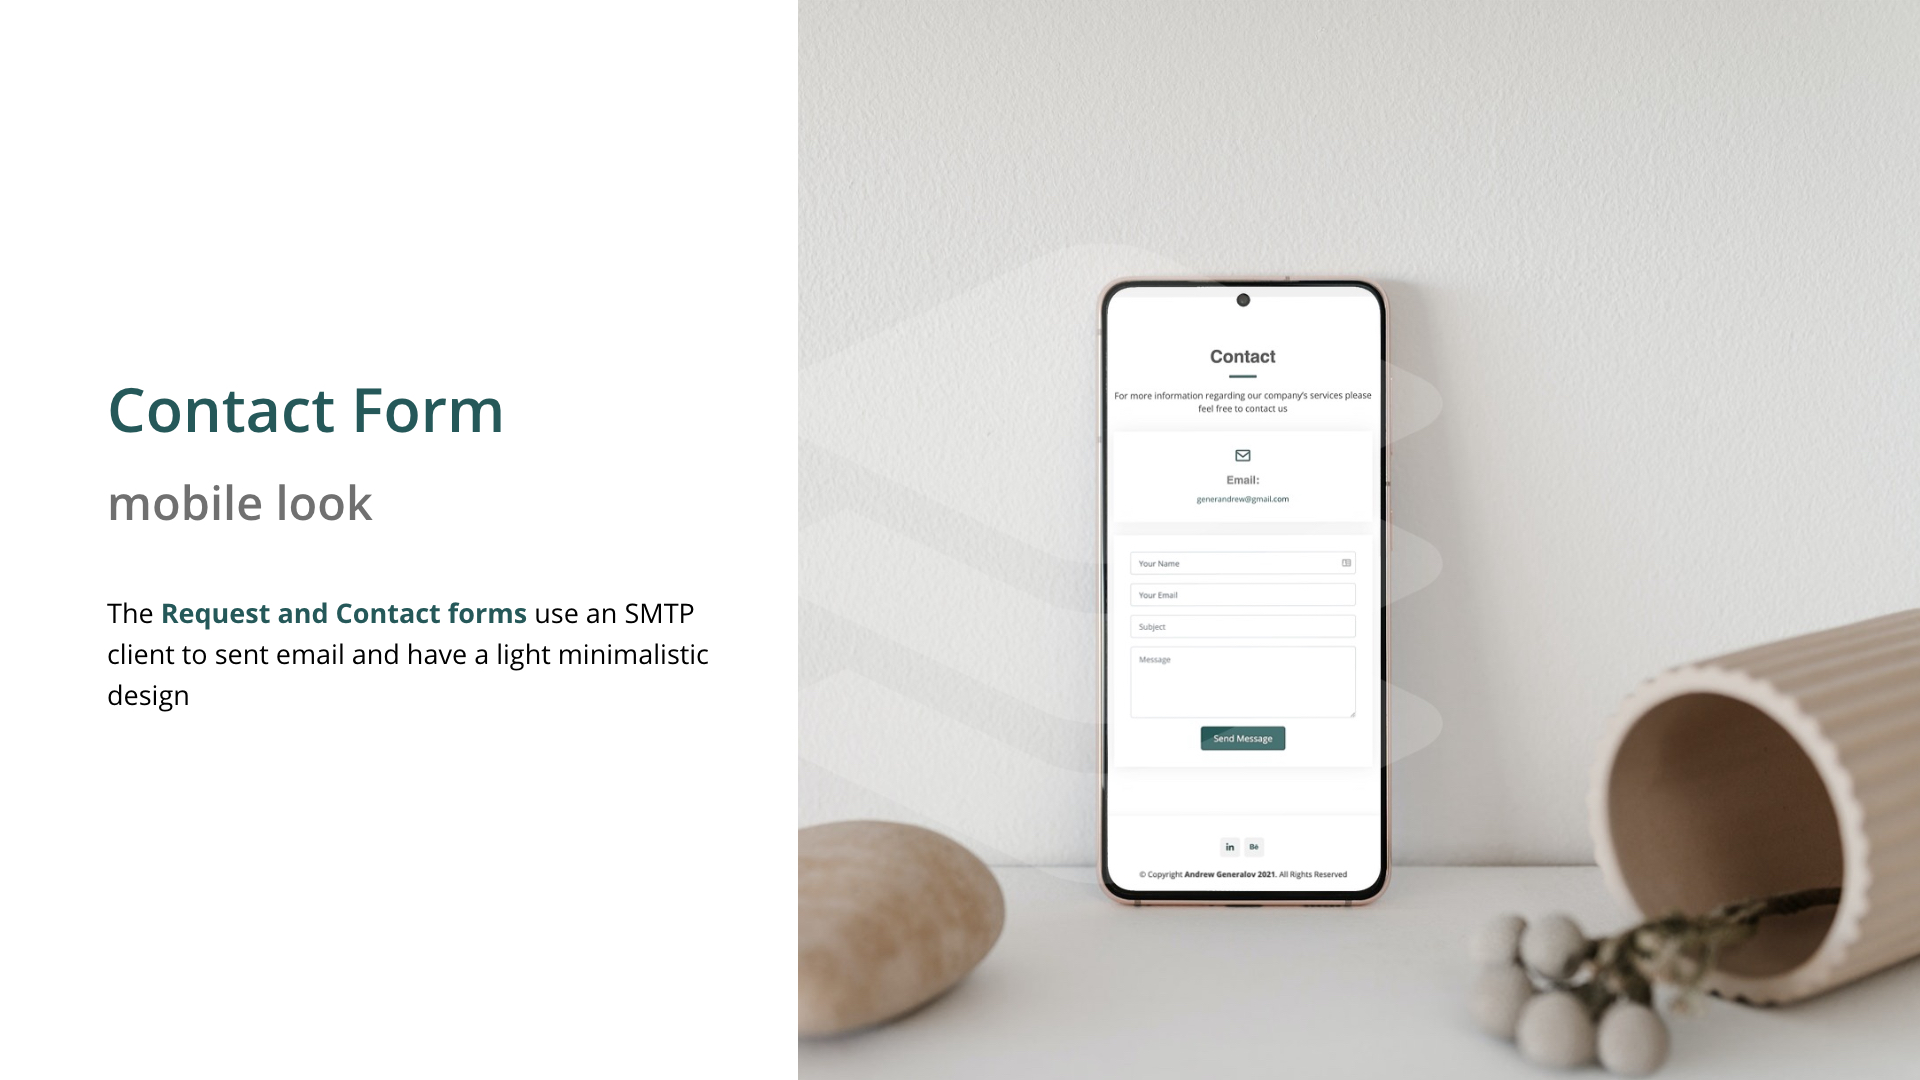 Contact Form
mobile look
The Request and Contact forms use an SMTP
client to sent email and have a light minimalistic
design
Contact
For more information regarding our company's services please
feel free to contact us
Email:
generandrew@gmail.com
Your Name
Your Email
Subject
Message
Send Message
in Bē
© Copyright Andrew Generalov 2021. All Rights Reserved